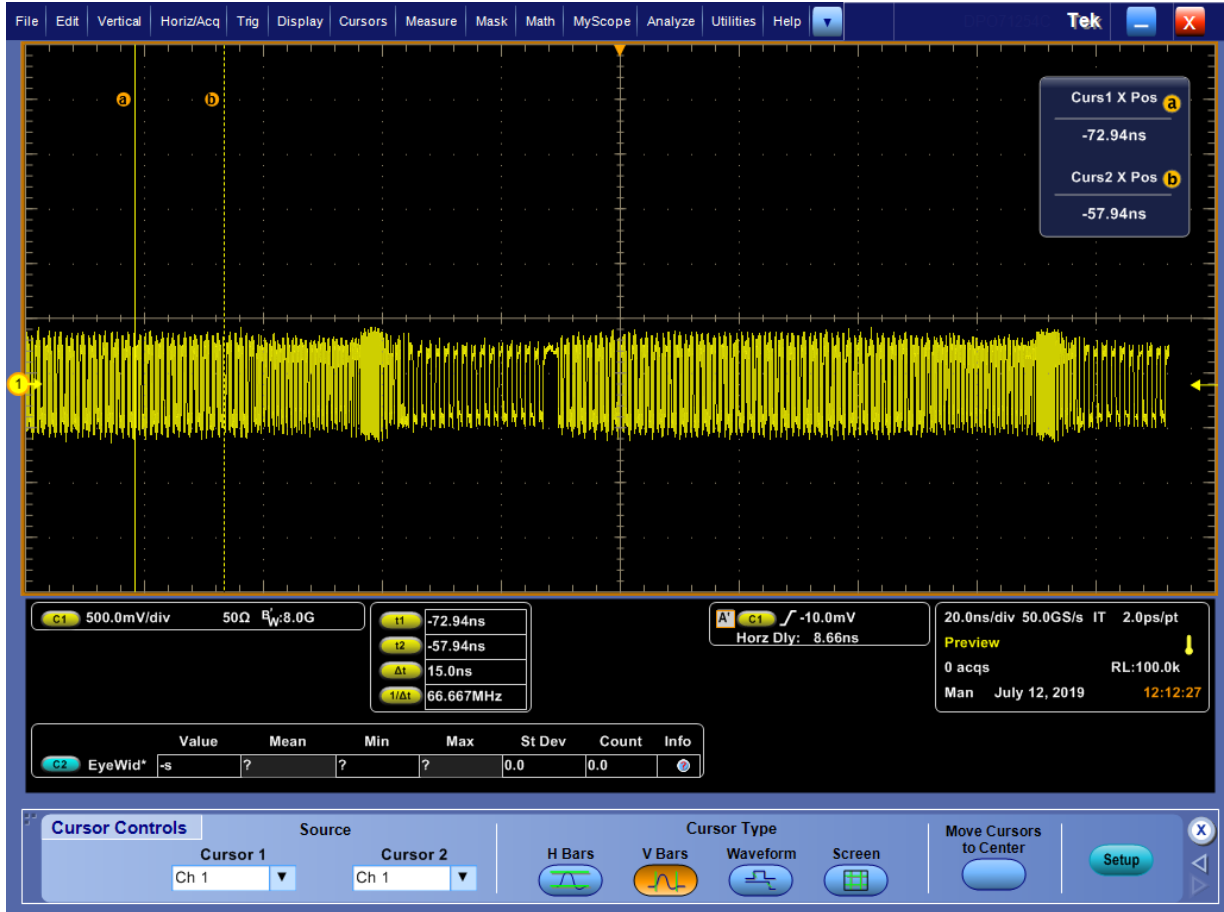 File Edit Vertical Horiz/Acq Trig Display Cursors Measure Mask Math MyScope Analyze Utilities Help Tek X
a b
Curs1 X Pos a
-72.94ns
Curs2 X Pos b
-57.94ns
1
C1 500.0mV/div 50Ω B'W:8.0G
t1 -72.94ns
t2 -57.94ns
Δt 15.0ns
1/Δt 66.667MHz
A' C1 -10.0mV
Horz Dly: 8.66ns
20.0ns/div 50.0GS/s IT 2.0ps/pt
Preview
0 acqs RL:100.0k
Man July 12, 2019 12:12:27
Value Mean Min Max St Dev Count Info
C2 EyeWid* -s ? ? ? 0.0 0.0 ?
Cursor Controls
Source
Cursor 1 Cursor 2
Ch 1 Ch 1
Cursor Type
H Bars V Bars Waveform Screen
Move Cursors
to Center
Setup
X